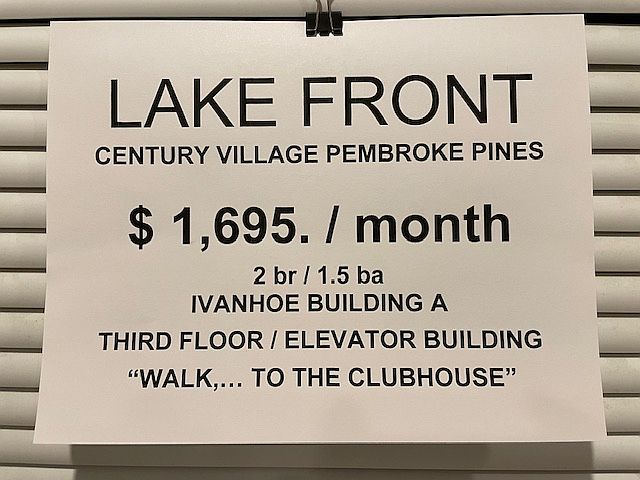 LAKE FRONT
CENTURY VILLAGE PEMBROKE PINES
$ 1,695. / month
2 br / 1.5 ba
IVANHOE BUILDING A
THIRD FLOOR / ELEVATOR BUILDING
“WALK,... TO THE CLUBHOUSE”